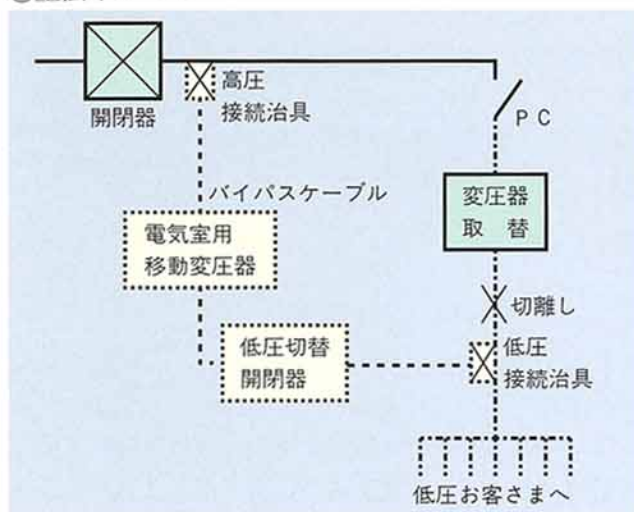 開閉器
高圧
接続治具
PC
バイパスケーブル
変圧器
取替
電気室用
移動変圧器
切離し
低圧切替
開閉器
低圧
接続治具
低圧お客さまへ